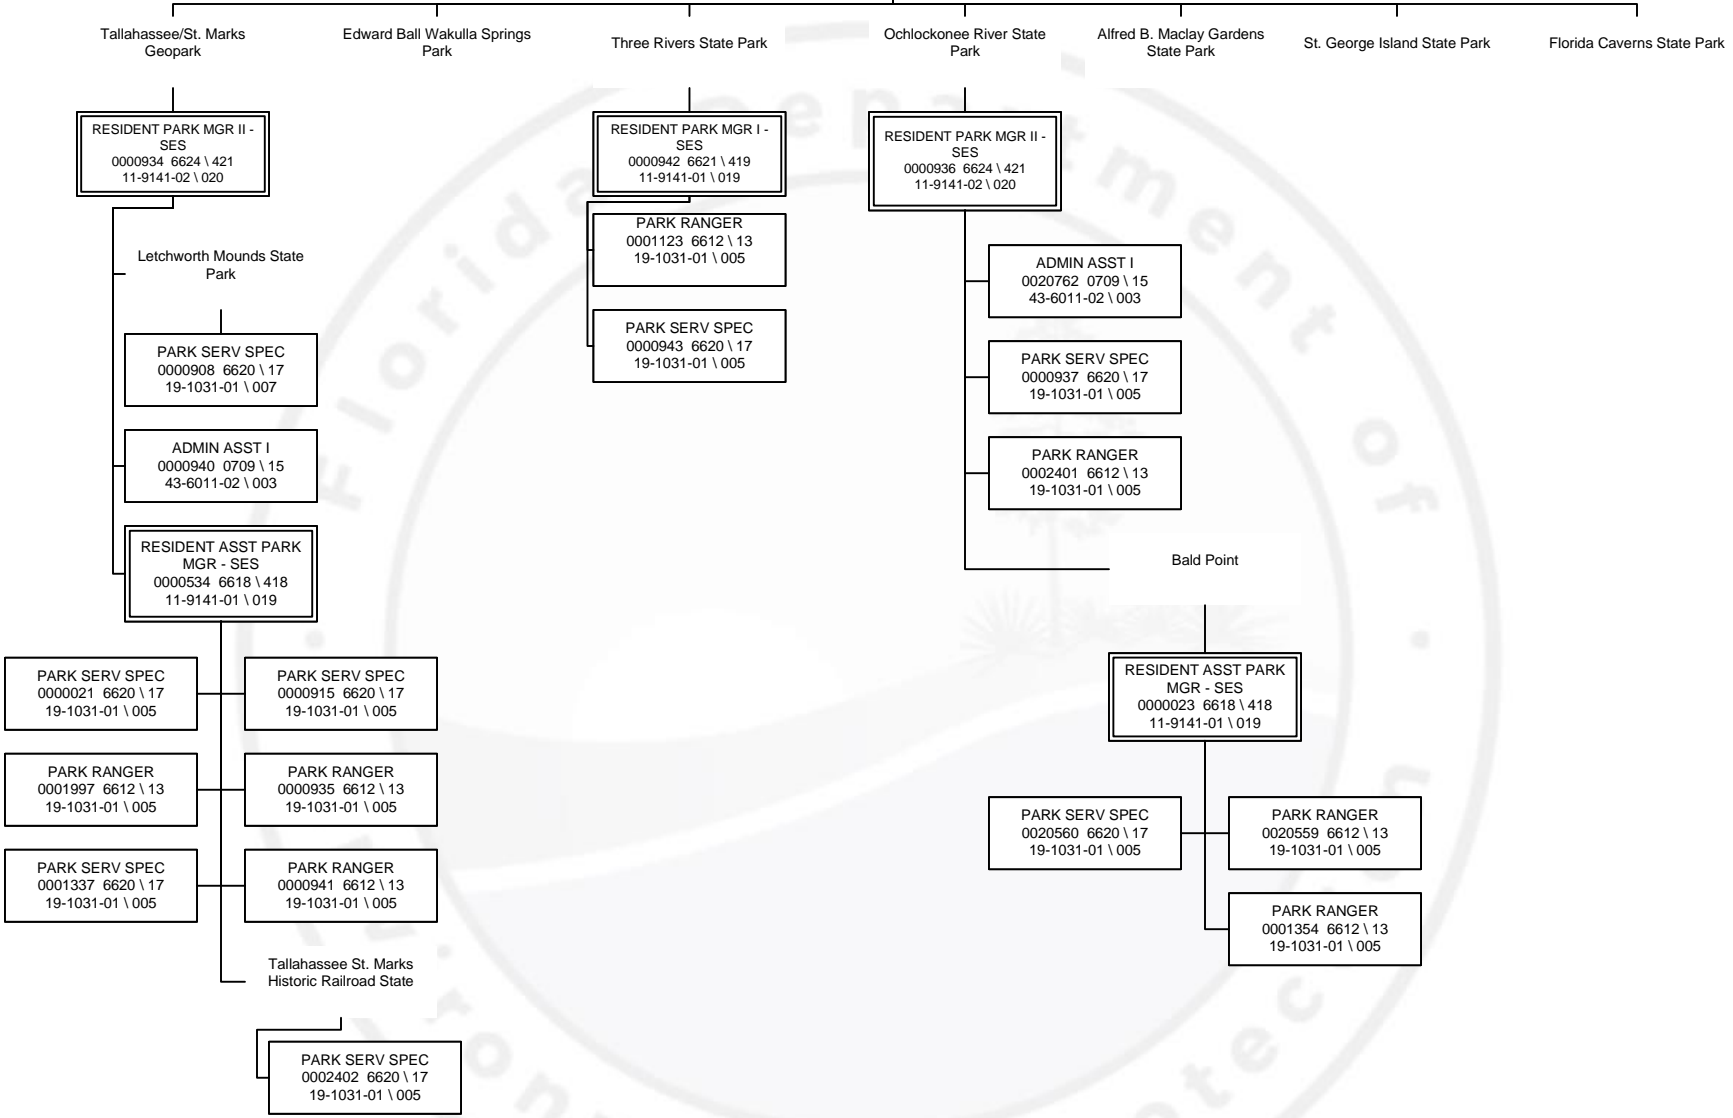 Tallahassee/St. Marks
Geopark
Edward Ball Wakulla Springs
Park
Three Rivers State Park
Ochlockonee River State
Park
Alfred B. Maclay Gardens
State Park
St. George Island State Park
Florida Caverns State Park
RESIDENT PARK MGR II -
SES
0000934 6624 \ 421
11-9141-02 \ 020
Letchworth Mounds State
Park
PARK SERV SPEC
0000908 6620 \ 17
19-1031-01 \ 007
ADMIN ASST I
0000940 0709 \ 15
43-6011-02 \ 003
RESIDENT ASST PARK
MGR - SES
0000534 6618 \ 418
11-9141-01 \ 019
PARK SERV SPEC
0000021 6620 \ 17
19-1031-01 \ 005
PARK SERV SPEC
0000915 6620 \ 17
19-1031-01 \ 005
PARK RANGER
0001997 6612 \ 13
19-1031-01 \ 005
PARK RANGER
0000935 6612 \ 13
19-1031-01 \ 005
PARK SERV SPEC
0001337 6620 \ 17
19-1031-01 \ 005
PARK RANGER
0000941 6612 \ 13
19-1031-01 \ 005
Tallahassee St. Marks
Historic Railroad State
PARK SERV SPEC
0002402 6620 \ 17
19-1031-01 \ 005
RESIDENT PARK MGR I -
SES
0000942 6621 \ 419
11-9141-01 \ 019
PARK RANGER
0001123 6612 \ 13
19-1031-01 \ 005
PARK SERV SPEC
0000943 6620 \ 17
19-1031-01 \ 005
RESIDENT PARK MGR II -
SES
0000936 6624 \ 421
11-9141-02 \ 020
ADMIN ASST I
0020762 0709 \ 15
43-6011-02 \ 003
PARK SERV SPEC
0000937 6620 \ 17
19-1031-01 \ 005
PARK RANGER
0002401 6612 \ 13
19-1031-01 \ 005
Bald Point
RESIDENT ASST PARK
MGR - SES
0000023 6618 \ 418
11-9141-01 \ 019
PARK SERV SPEC
0020560 6620 \ 17
19-1031-01 \ 005
PARK RANGER
0020559 6612 \ 13
19-1031-01 \ 005
PARK RANGER
0001354 6612 \ 13
19-1031-01 \ 005
Florida Department of